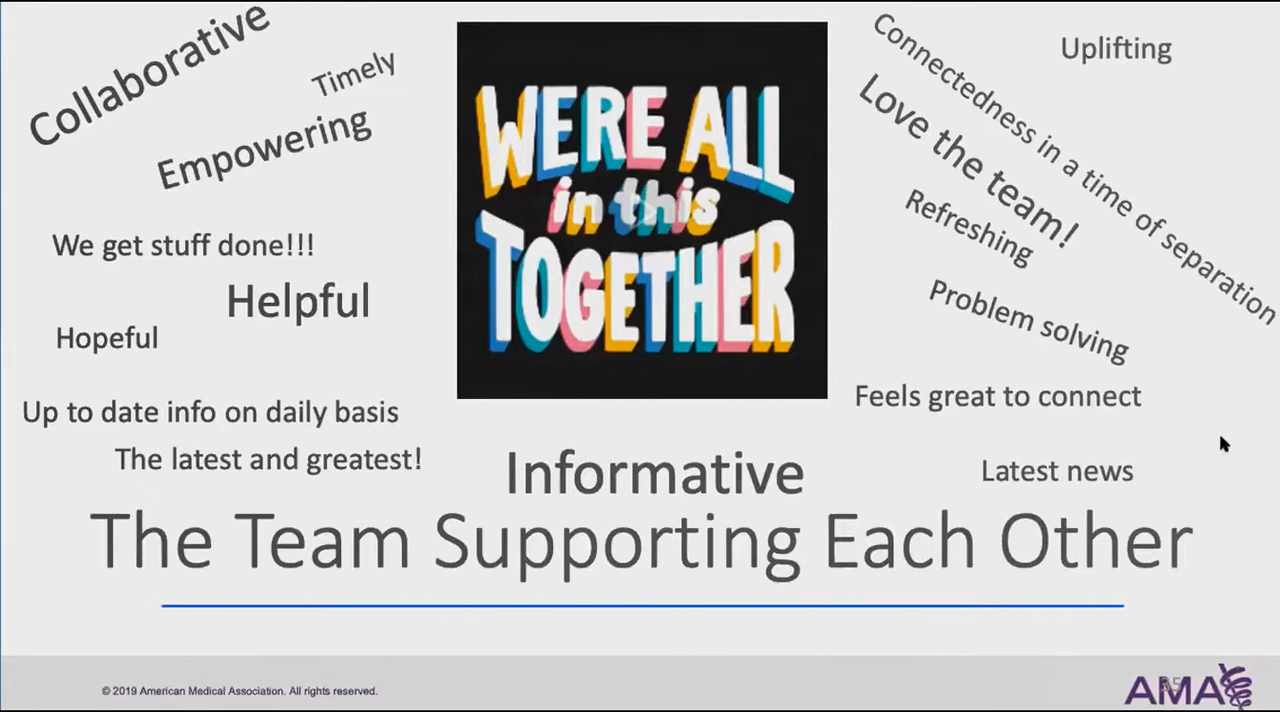 Collaborative
Timely
Empowering
We get stuff done!!!
Helpful
Hopeful
Up to date info on daily basis
The latest and greatest!
WERE ALL
in this
TOGETHER
Connectedness in a time of separation
Uplifting
Love the team!
Refreshing
Problem solving
Feels great to connect
Latest news
Informative
The Team Supporting Each Other
© 2019 American Medical Association. All rights reserved.
AMA